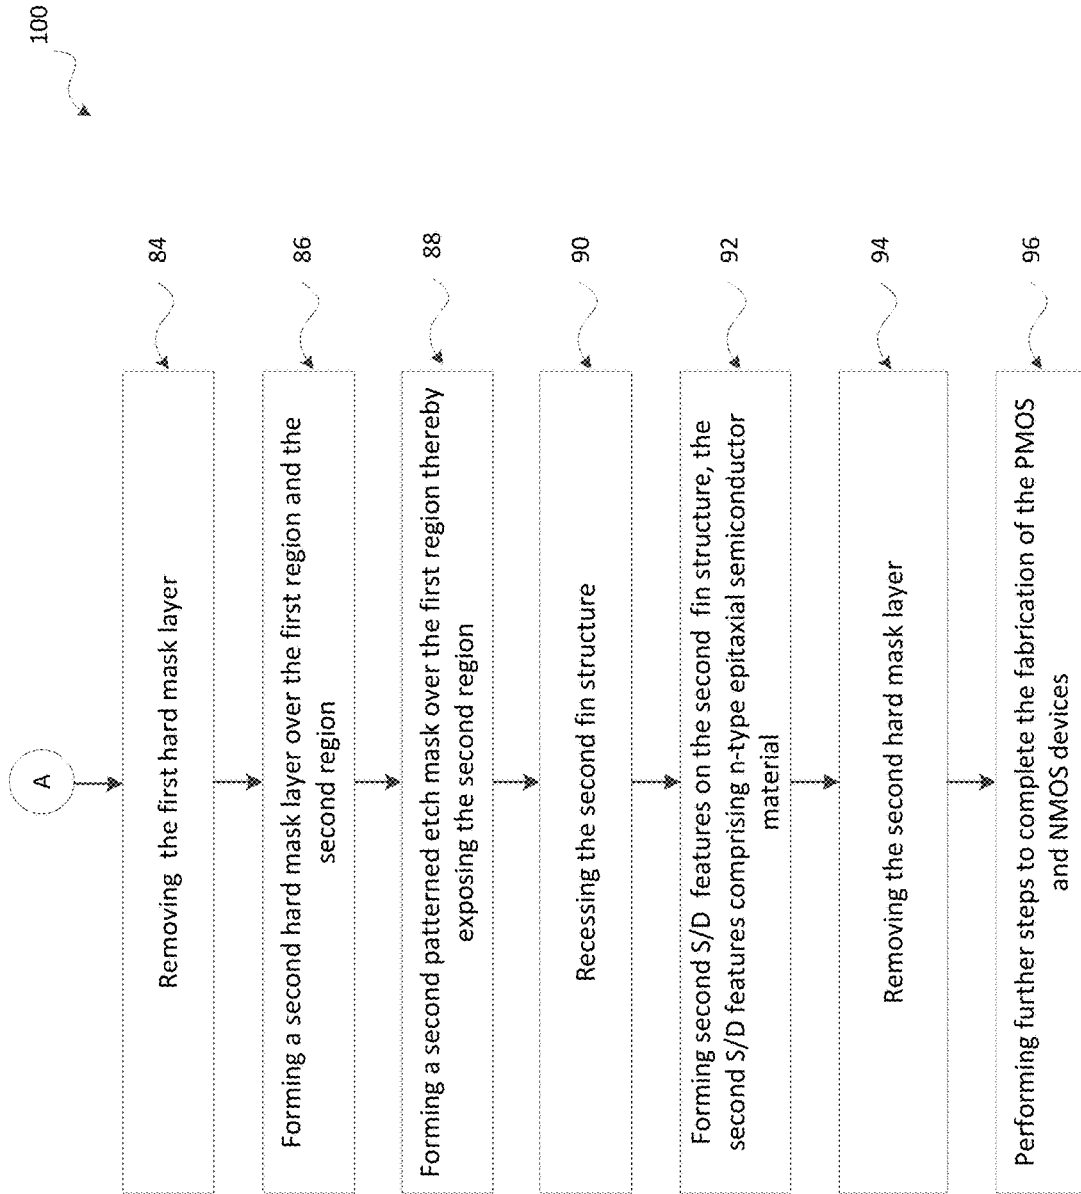 100
A
Removing the first hard mask layer
84
Forming a second hard mask layer over the first region and the
second region
86
Forming a second patterned etch mask over the first region thereby
exposing the second region
88
Recessing the second fin structure
90
Forming second S/D features on the second fin structure, the
second S/D features comprising n-type epitaxial semiconductor
material
92
Removing the second hard mask layer
94
Performing further steps to complete the fabrication of the PMOS
and NMOS devices
96